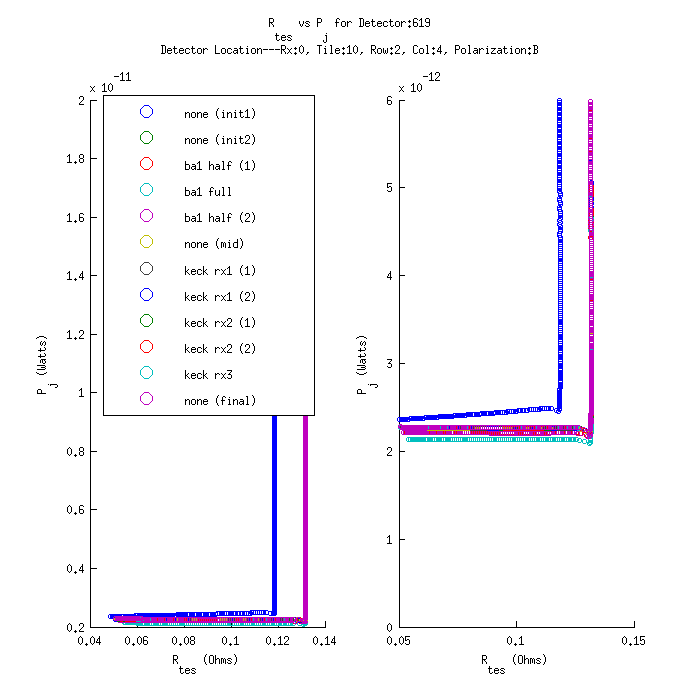 R tes vs P j for Detector:619
Detector Location---Rx:0, Tile:10, Row:2, Col:4, Polarization:B
x 10 -11
2
1.8
1.6
1.4
1.2
1
0.8
0.6
0.4
0.2
0.04 0.06 0.08 0.1 0.12 0.14
P j (Watts)
R tes (Ohms)
none (init1)
none (init2)
ba1 half (1)
ba1 full
ba1 half (2)
none (mid)
keck rx1 (1)
keck rx1 (2)
keck rx2 (1)
keck rx2 (2)
keck rx3
none (final)
x 10 -12
6
5
4
3
2
1
0
0.05 0.1 0.15
P j (Watts)
R tes (Ohms)